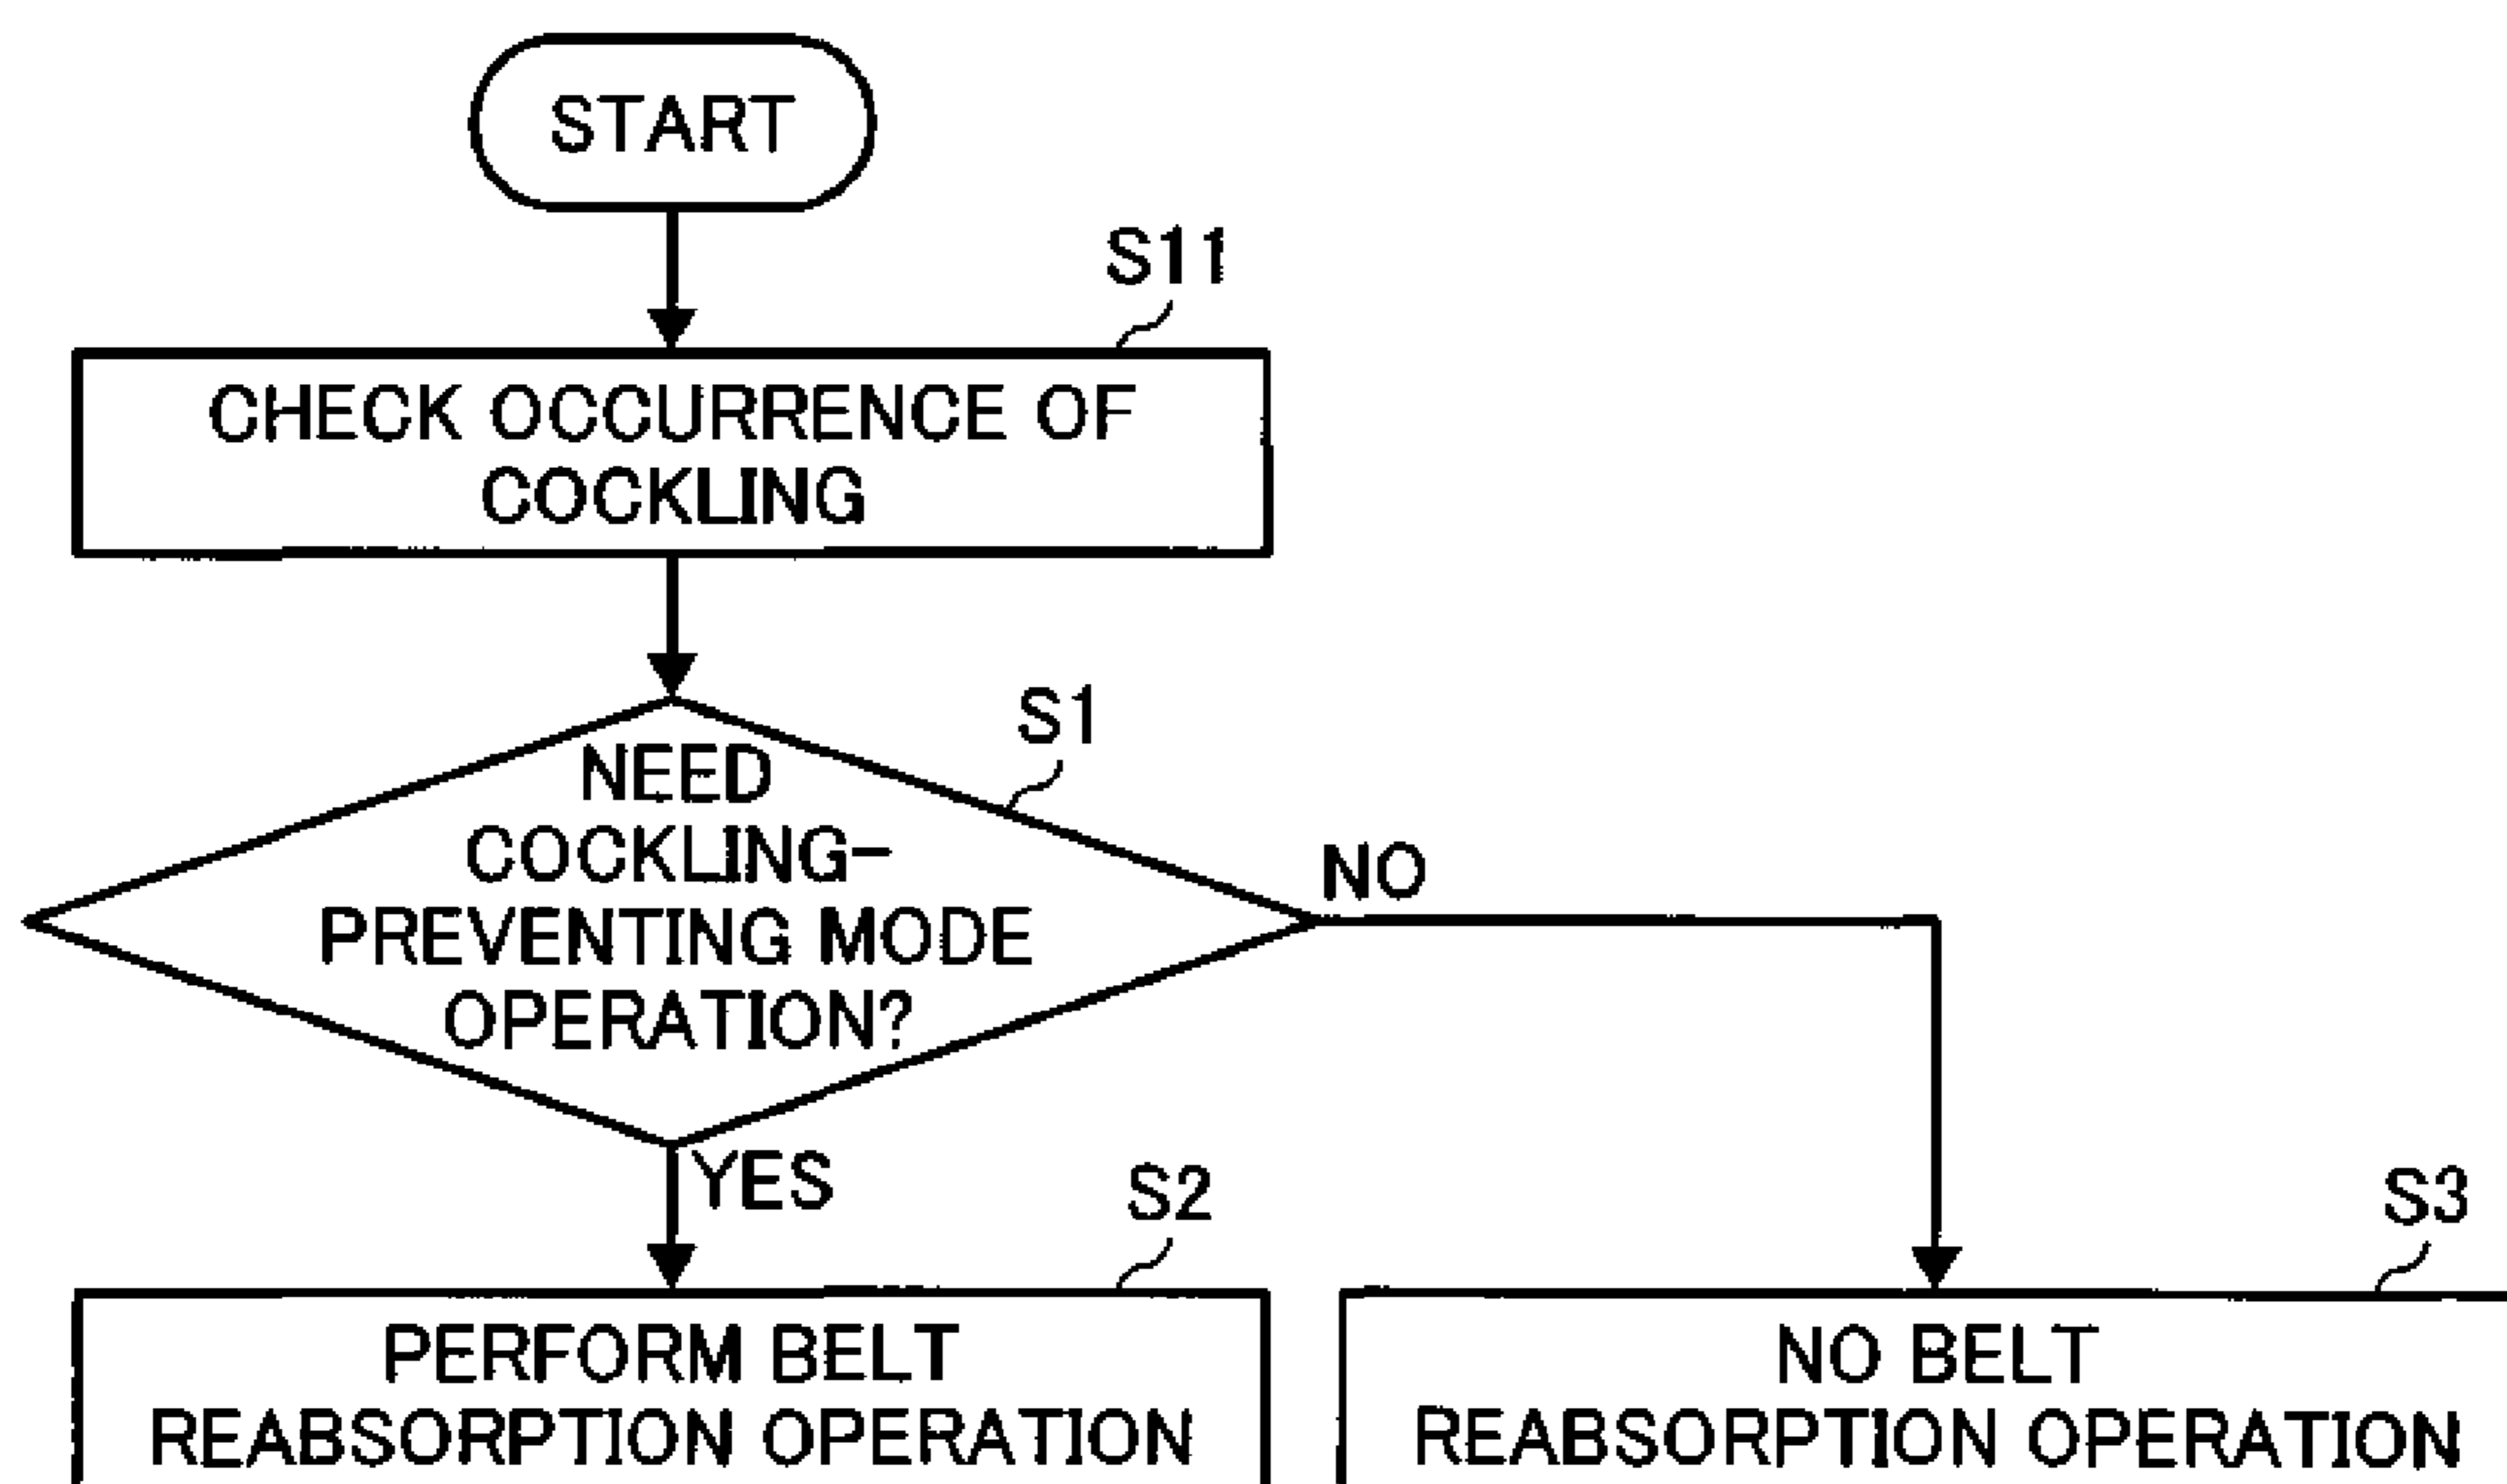 START
S11
CHECK OCCURRENCE OF
COCKLING
S1
NEED
COCKLING-
PREVENTING MODE
OPERATION?
NO
YES
S2
S3
PERFORM BELT
REABSORPTION OPERATION
NO BELT
REABSORPTION OPERATION